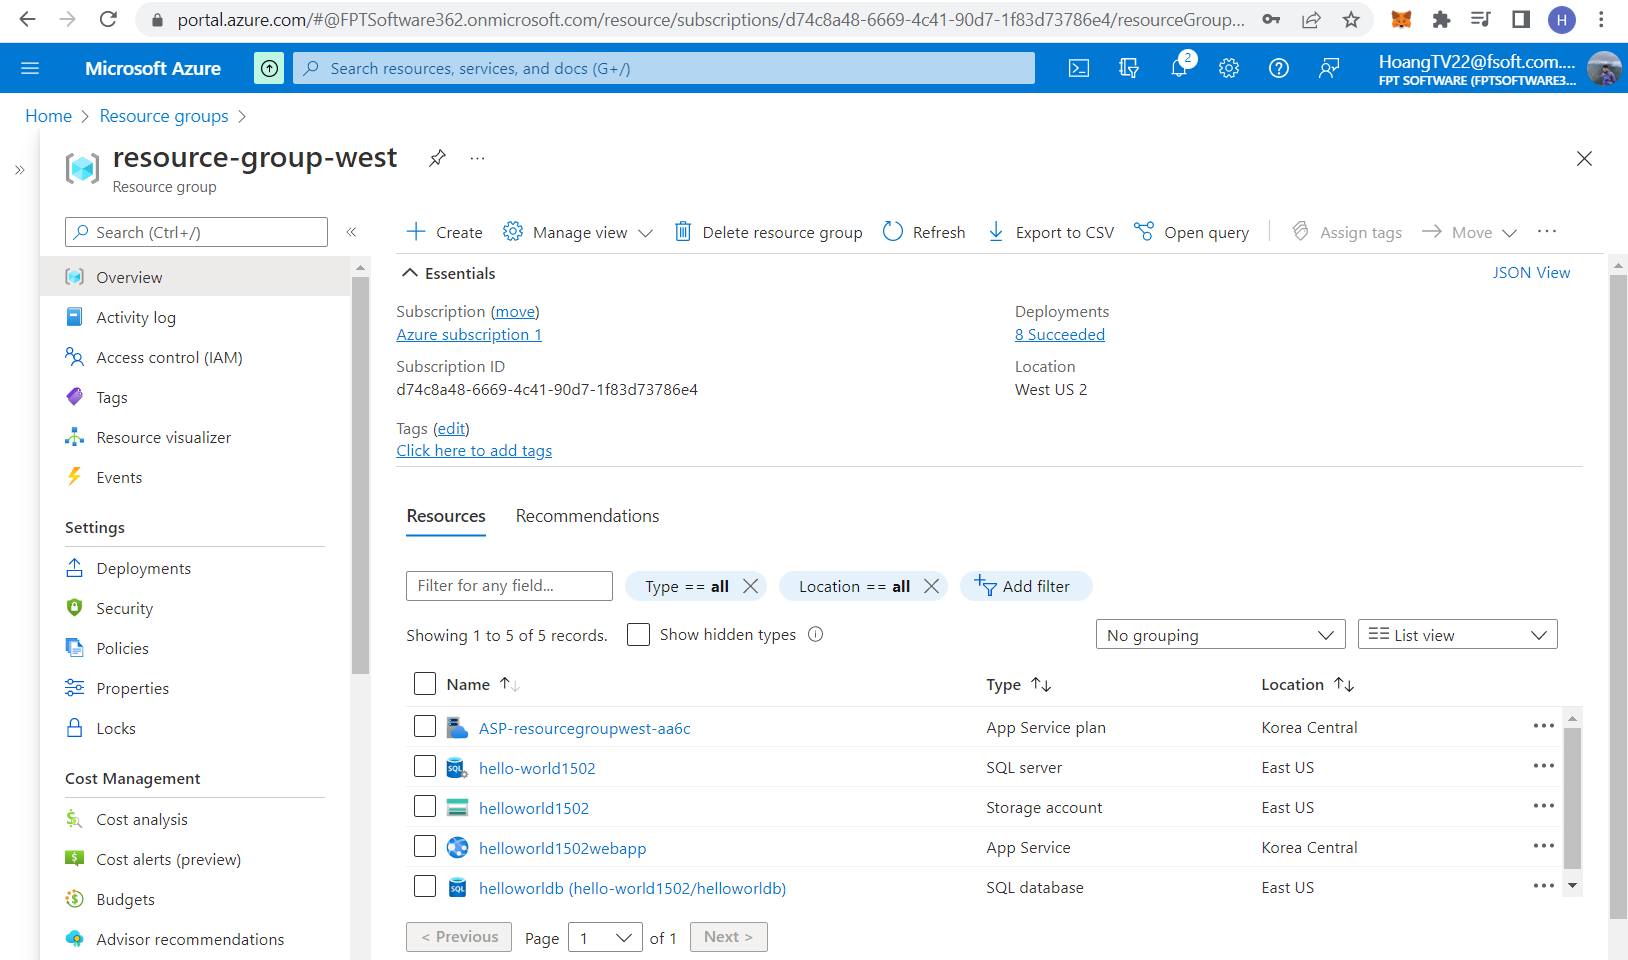 portal.azure.com/#@FPTSoftware362.onmicrosoft.com/resource/subscriptions/d74c8a48-6669-4c41-90d7-1f83d73786e4/resourceGroup...
H
Microsoft Azure
Search resources, services, and docs (G+/)
2
HoangTV22@fsoft.com....
FPT SOFTWARE (FPTSOFTWARE3...
Home > Resource groups >
resource-group-west
Resource group
Search (Ctrl+/)
Create
Manage view
Delete resource group
Refresh
Export to CSV
Open query
Assign tags
Move
Overview
Activity log
Access control (IAM)
Tags
Resource visualizer
Events
Settings
Deployments
Security
Policies
Properties
Locks
Cost Management
Cost analysis
Cost alerts (preview)
Budgets
Advisor recommendations
Essentials
JSON View
Subscription (move)
Azure subscription 1
Subscription ID
d74c8a48-6669-4c41-90d7-1f83d73786e4
Tags (edit)
Click here to add tags
Deployments
8 Succeeded
Location
West US 2
Resources
Recommendations
Filter for any field...
Type == all
Location == all
Add filter
Showing 1 to 5 of 5 records.
Show hidden types
No grouping
List view
Name Type Location
ASP-resourcegroupwest-aa6c App Service plan Korea Central
hello-world1502 SQL server East US
helloworld1502 Storage account East US
helloworld1502webapp App Service Korea Central
helloworldb (hello-world1502/helloworldb) SQL database East US
< Previous Page 1 of 1 Next >